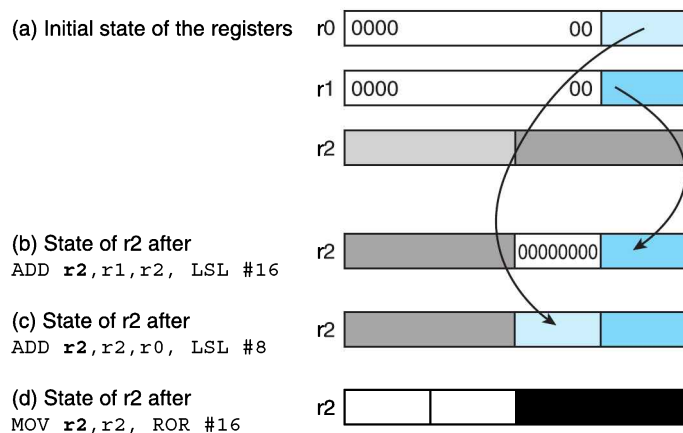 (a) Initial state of the registers r0 0000 00
r1 0000 00
r2
(b) State of r2 after
ADD r2,r1,r2, LSL #16
r2 00000000
(c) State of r2 after
ADD r2,r2,r0, LSL #8
r2
(d) State of r2 after
MOV r2,r2, ROR #16
r2